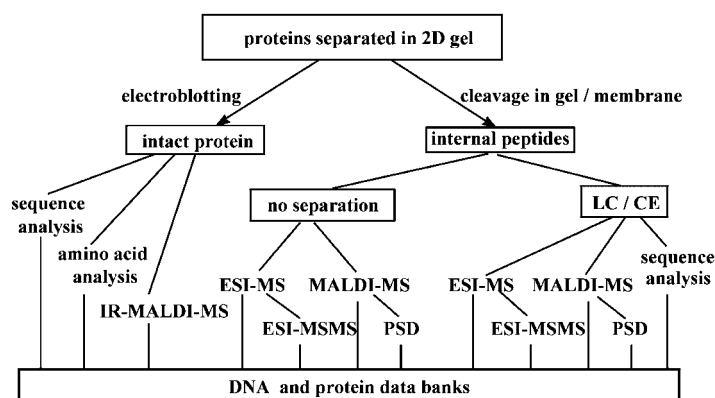 proteins separated in 2D gel
electroblotting
cleavage in gel / membrane
intact protein
internal peptides
sequence
analysis
amino acid
analysis
IR-MALDI-MS
no separation
LC / CE
ESI-MS
MALDI-MS
ESI-MSMS
PSD
ESI-MS
MALDI-MS
sequence
analysis
ESI-MSMS
PSD
DNA and protein data banks